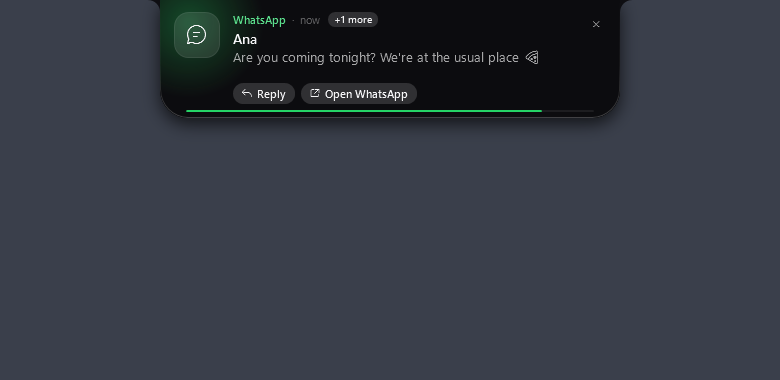 WhatsApp · now +1 more
Ana
Are you coming tonight? We're at the usual place 🍕
Reply Open WhatsApp